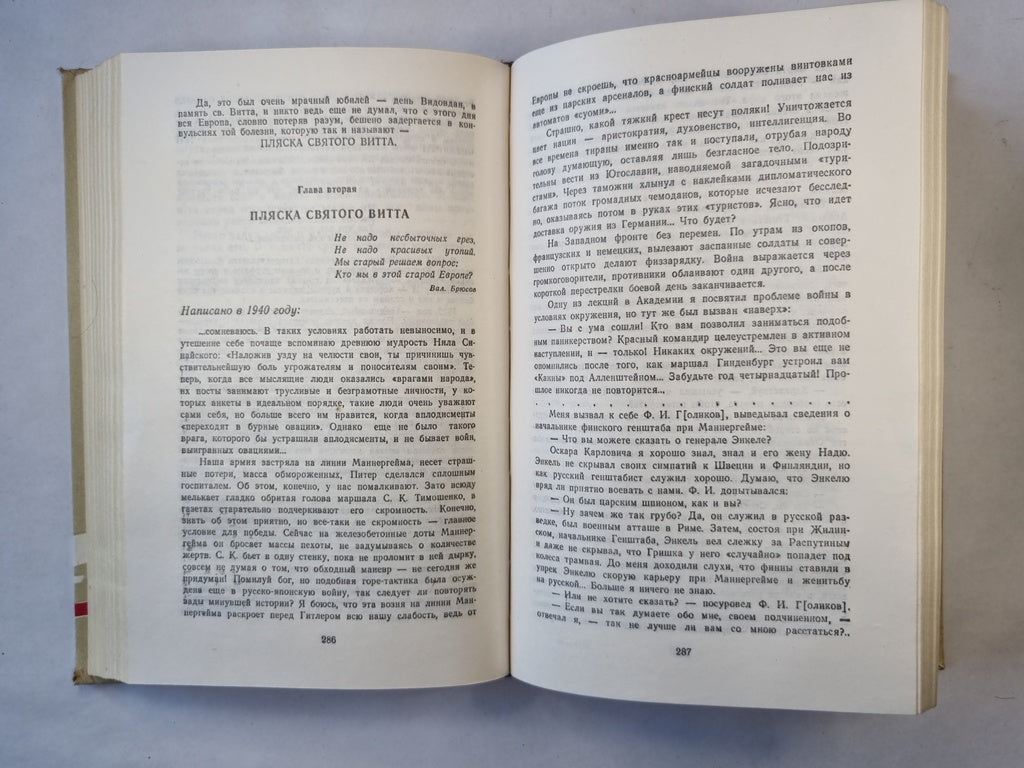 Да, это был очень мрачный юбилей — день Видовдан, в
память св. Витта, и никто ведь еще не думал, что с этого дня
вся Европа, словно потеряв разум, бешено задергается в кон-
вульсиях той болезни, которую так и называют —
ПЛЯСКА СВЯТОГО ВИТТА.
Глава вторая
ПЛЯСКА СВЯТОГО ВИТТА
Не надо несбыточных грез,
Не надо красивых утопий.
Мы старый решаем вопрос:
Кто мы в этой старой Европе?
Вал. Брюсов
Написано в 1940 году:
...сомневаюсь. В таких условиях работать невыносимо, и в
утешение себе почаще вспоминаю древнюю мудрость Нила Си-
найского: «Наложив узду на челюсти свои, ты причинишь чув-
ствительнейшую боль угрожателям и поносителям своим». Те-
перь, когда все мыслящие люди оказались «врагами народа»,
их посты занимают трусливые и безграмотные личности, у ко-
торых анкеты в идеальном порядке, такие люди очень уважают
сами себя, но больше всего им нравится, когда аплодисменты
«переходят в бурные овации». Однако еще не было такого
врага, которого бы устрашили аплодисменты, и не бывает войн,
выигранных овациями...
Наша армия застряла на линии Маннергейма, несет страш-
ные потери, масса обмороженных, Питер сделался сплошным
госпиталем. Об этом, конечно, у нас помалкивают. Зато всюду
мелькает гладко обритая голова маршала С. К. Тимошенко, в
газетах старательно подчеркивают его скромность. Конечно,
знать об этом приятно, но все-таки не скромность — главное
условие для победы. Сейчас на железобетонные доты Маннер-
гейма он бросает массы пехоты, не задумываясь о количестве
жертв. С. К. бьет в одну стенку, пока не проломит в ней дырку,
совсем не думая о том, что обходный маневр — не сегодня же
придуман! Помилуй бог, но подобная горе-тактика была осуж-
дена еще в русско-японскую войну, так следует ли повторять
зады минувшей истории? Я боюсь, что эта возня на линии Ман-
нергейма раскроет перед Гитлером всю нашу слабость, ведь от
286
Европы не скроешь, что красноармейцы вооружены винтовками
еще из царских арсеналов, а финский солдат поливает нас из
автоматов «суоми»...
Страшно, какой тяжкий крест несут поляки! Уничтожается
цвет нации — аристократия, духовенство, интеллигенция. Во
все времена тираны именно так и поступали, отрубая народу
голову думающую, оставляя лишь безгласное тело. Подозри-
тельны вести из Югославии, наводняемой загадочными «тури-
стами». Через таможни хлынул с наклейками дипломатического
багажа поток громадных чемоданов, которые исчезают бесслед-
но, оказываясь потом в руках этих «туристов». Ясно, что идет
доставка оружия из Германии... Что будет?
На Западном фронте без перемен. По утрам из окопов,
французских и немецких, вылезают заспанные солдаты и совер-
шенно открыто делают физзарядку. Война выражается через
громкоговорители, противники облаивают один другого, а после
короткой перестрелки боевой день заканчивается.
Одну из лекций в Академии я посвятил проблеме войны в
условиях окружения, но тут же был вызван «наверх»:
— Вы с ума сошли! Кто вам позволил заниматься подоб-
ным паникерством? Красный командир целеустремлен в активном
наступлении, и — только! Никаких окружений... Это вы еще не
опомнились после того, как маршал Гинденбург устроил вам
«Канны» под Алленштейном... Забудьте год четырнадцатый! Про-
шлое никогда не повторится...
. . . . . . . . . . . . . . . . . .
Меня вызвал к себе Ф. И. Г[оликов], выведывал сведения о
начальнике финского генштаба при Маннергейме:
— Что вы можете сказать о генерале Энкеле?
Оскара Карловича я хорошо знал, знал и его жену Надю.
Энкель не скрывал своих симпатий к Швеции и Финляндии, но
как русский генштабист служил хорошо. Думаю, что Энкелю
вряд ли приятно воевать с нами. Ф. И. допытывался:
— Он был царским шпионом, как и вы?
— Ну зачем же так грубо? Да, он служил в русской раз-
ведке, был военным атташе в Риме. Затем, состоя при Жилин-
ском, начальнике Генштаба, Энкель вел слежку за Распутиным
и даже не скрывал, что Гришка у него «случайно» попадет под
колеса трамвая. До меня доходили слухи, что финны ставили в
упрек Энкелю скорую карьеру при Маннергейме и женитьбу
на русской... Больше я ничего не знаю.
— Или не хотите сказать? — посуровел Ф. И. Г[оликов].
— Если вы так думаете обо мне, своем подчиненном, —
отвечал я, — так не лучше ли вам со мною расстаться?..
287